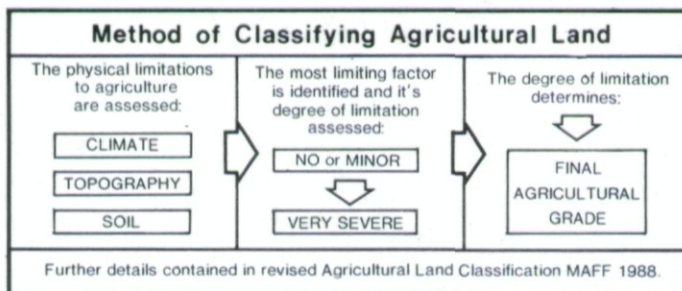 Method of Classifying Agricultural Land
The physical limitations
to agriculture
are assessed:
CLIMATE
TOPOGRAPHY
SOIL
The most limiting factor
is identified and it's
degree of limitation
assessed:
NO or MINOR
VERY SEVERE
The degree of limitation
determines:
FINAL
AGRICULTURAL
GRADE
Further details contained in revised Agricultural Land Classification MAFF 1988.